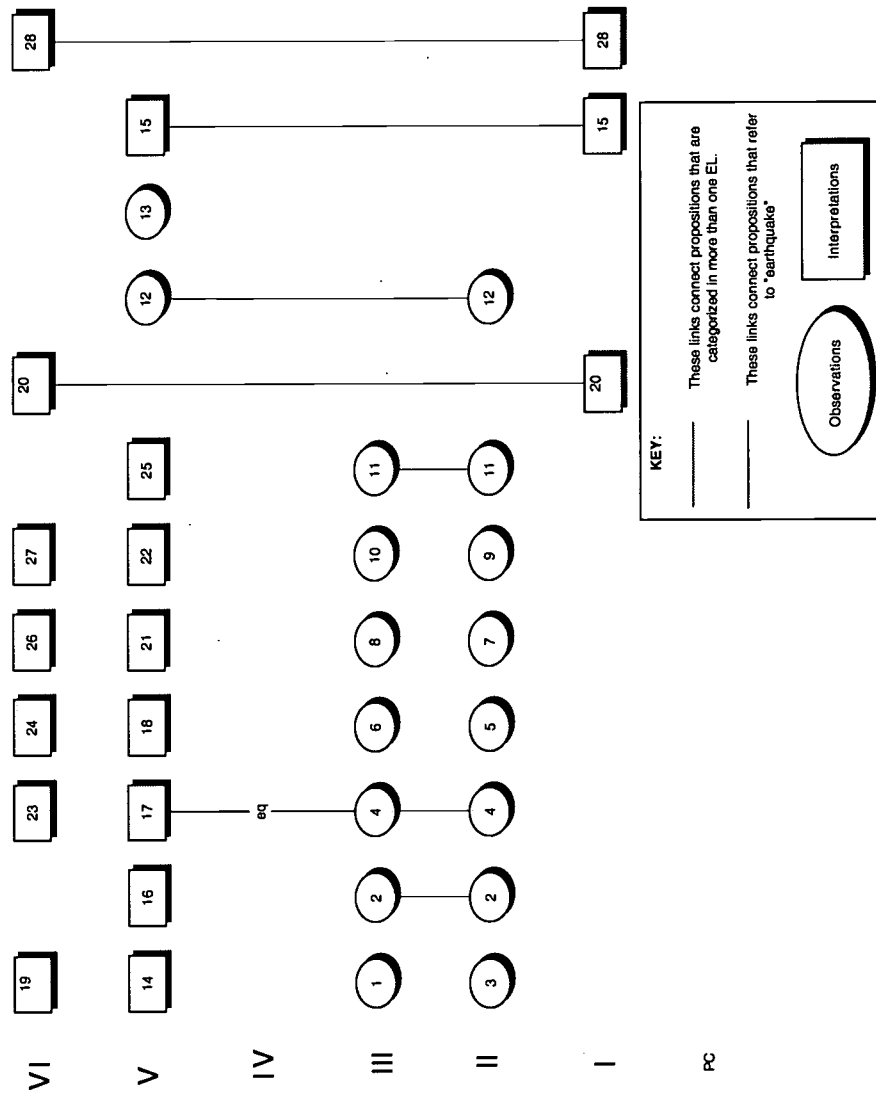 VI 19 23 24 26 27 20 28
V 14 16 17 18 21 22 25 12 13 15
IV eq
III 1 2 4 6 8 10 11
II 3 2 4 5 7 9 11 12
I 20 15 28
PC
KEY:
These links connect propositions that are
categorized in more than one EL.
These links connect propositions that refer
to "earthquake"
Observations
Interpretations